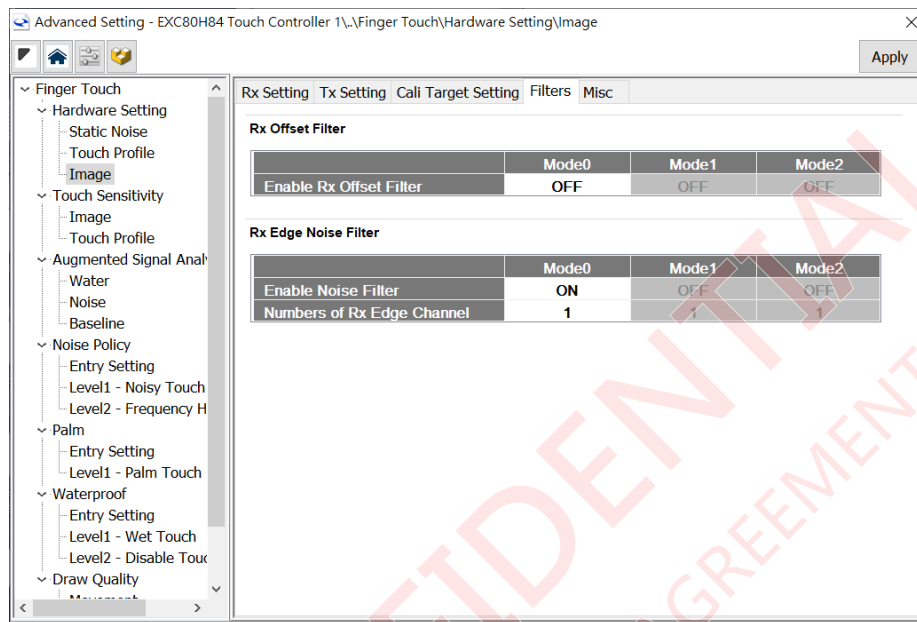 Advanced Setting - EXC80H84 Touch Controller 1\..\Finger Touch\Hardware Setting\Image
Apply
Finger Touch
Hardware Setting
Static Noise
Touch Profile
Image
Touch Sensitivity
Image
Touch Profile
Augmented Signal Anal
Water
Noise
Baseline
Noise Policy
Entry Setting
Level1 - Noisy Touch
Level2 - Frequency H
Palm
Entry Setting
Level1 - Palm Touch
Waterproof
Entry Setting
Level1 - Wet Touch
Level2 - Disable Touc
Draw Quality
Rx Setting Tx Setting Cali Target Setting Filters Misc
Rx Offset Filter
Mode0 Mode1 Mode2
Enable Rx Offset Filter OFF OFF OFF
Rx Edge Noise Filter
Mode0 Mode1 Mode2
Enable Noise Filter ON OFF OFF
Numbers of Rx Edge Channel 1 1 1
FIDENTIAL
AGREEMENT